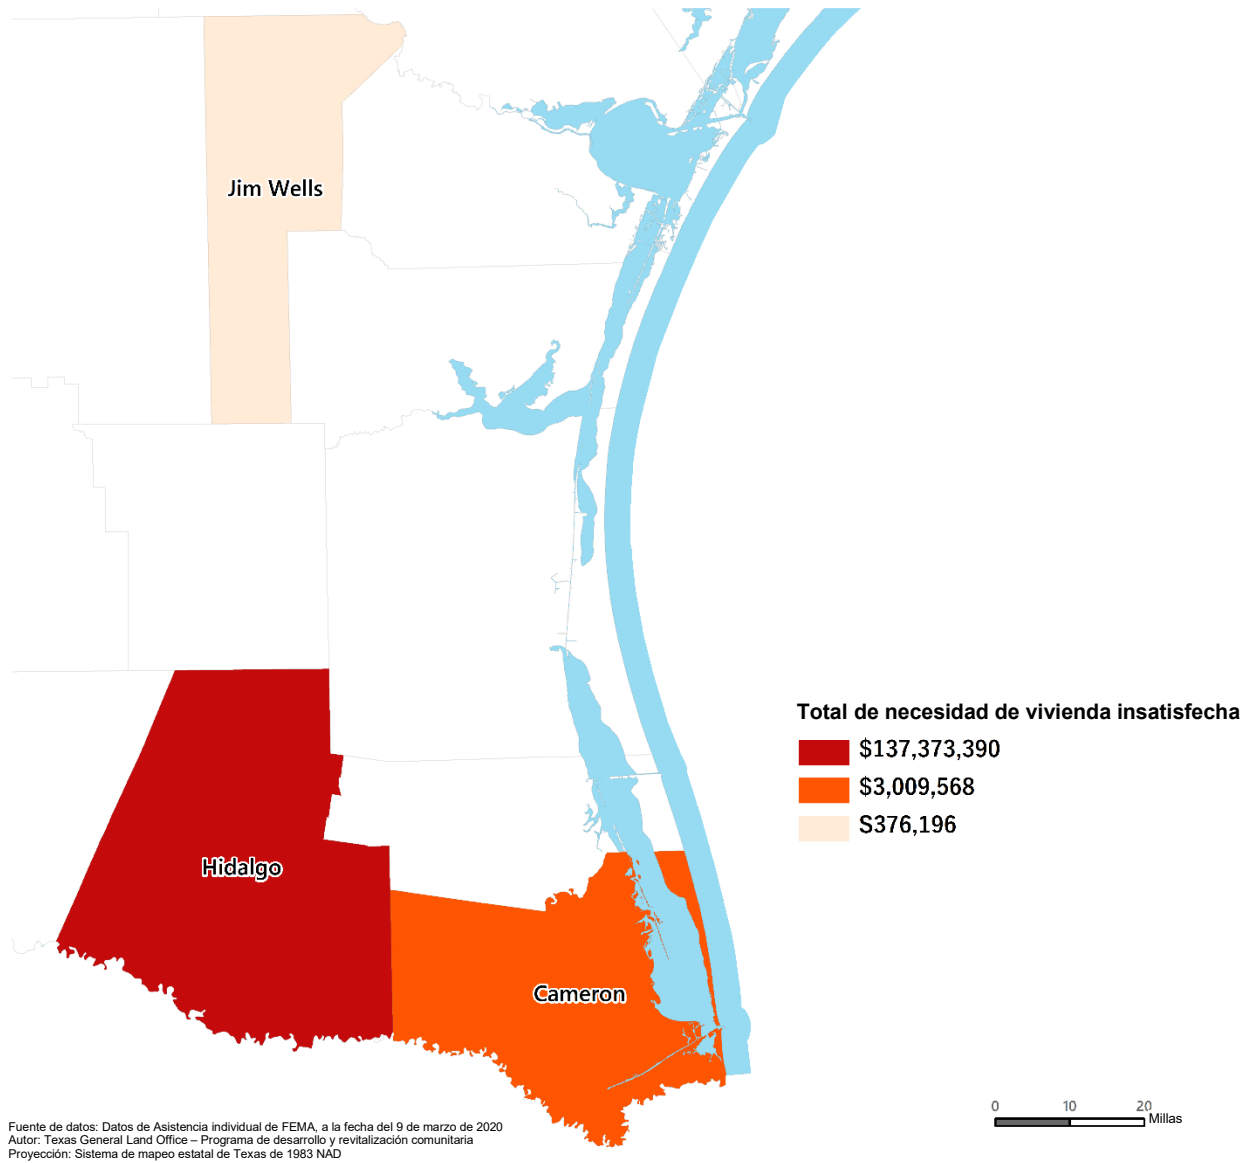 Jim Wells
Total de necesidad de vivienda insatisfecha
$137,373,390
$3,009,568
S376,196
Hidalgo
Cameron
0 10 20
Millas
Fuente de datos: Datos de Asistencia individual de FEMA, a la fecha del 9 de marzo de 2020
Autor: Texas General Land Office – Programa de desarrollo y revitalización comunitaria
Proyección: Sistema de mapeo estatal de Texas de 1983 NAD